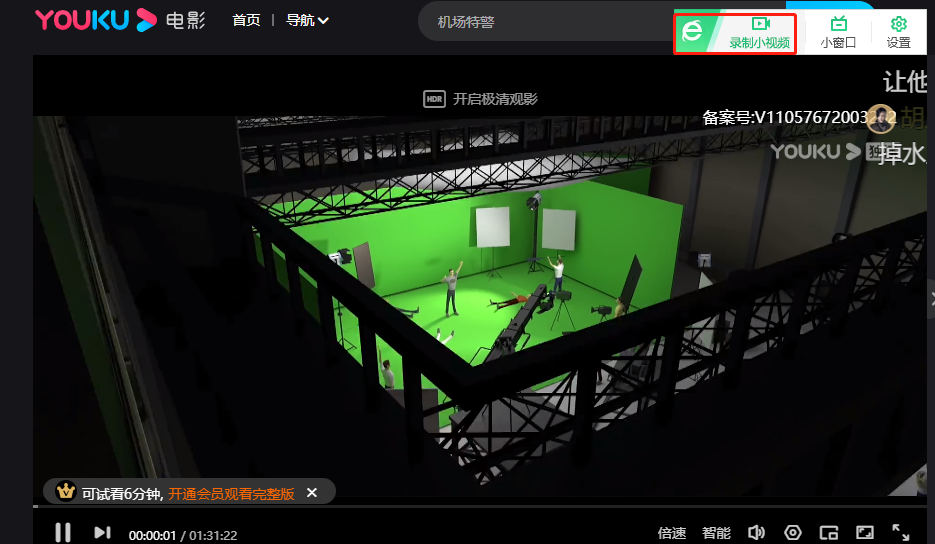 YOUKU 电影 首页 导航 机场特警
录制小视频 小窗口 设置
让他
HDR 开启极清观影
备案号:V11057672003
胡
YOUKU 独
掉水
可试看6分钟, 开通会员观看完整版
00:00:01 / 01:31:22 倍速 智能